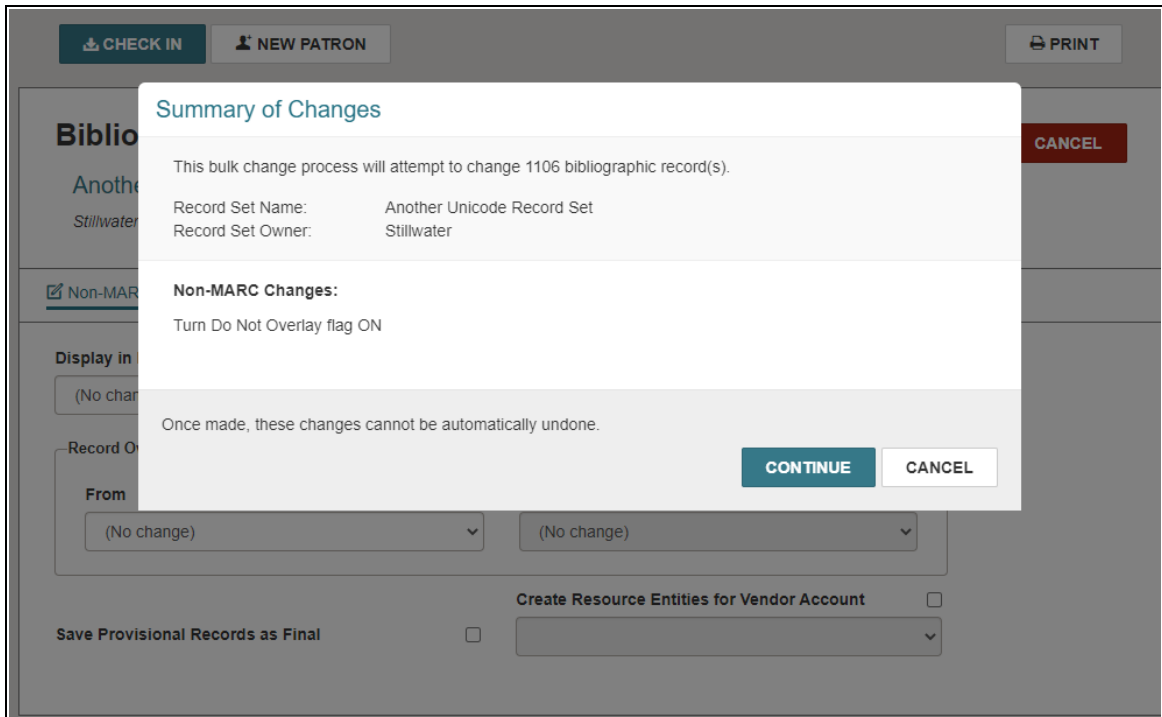 CHECK IN
NEW PATRON
PRINT
Summary of Changes
Biblio
CANCEL
This bulk change process will attempt to change 1106 bibliographic record(s).
Anothe
Record Set Name: Another Unicode Record Set
Stillwater
Record Set Owner: Stillwater
Non-MARC Changes:
Non-MAR
Turn Do Not Overlay flag ON
Display in
(No chan
Once made, these changes cannot be automatically undone.
Record Ov
CONTINUE CANCEL
From
(No change) (No change)
Create Resource Entities for Vendor Account
Save Provisional Records as Final